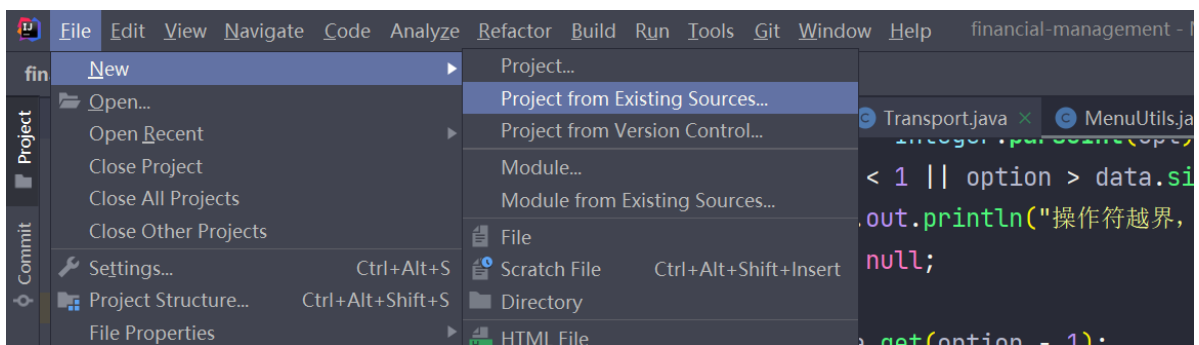 File Edit View Navigate Code Analyze Refactor Build Run Tools Git Window Help financial-management -
fin
New
Open...
Open Recent
Close Project
Close All Projects
Close Other Projects
Settings... Ctrl+Alt+S
Project Structure... Ctrl+Alt+Shift+S
File Properties
Project...
Project from Existing Sources...
Project from Version Control...
Module...
Module from Existing Sources...
File
Scratch File Ctrl+Alt+Shift+Insert
Directory
HTML File
Project
Commit
Transport.java MenuUtils.ja
< 1 || option > data.si
.out.println("操作符越界，
null;
get(option - 1);